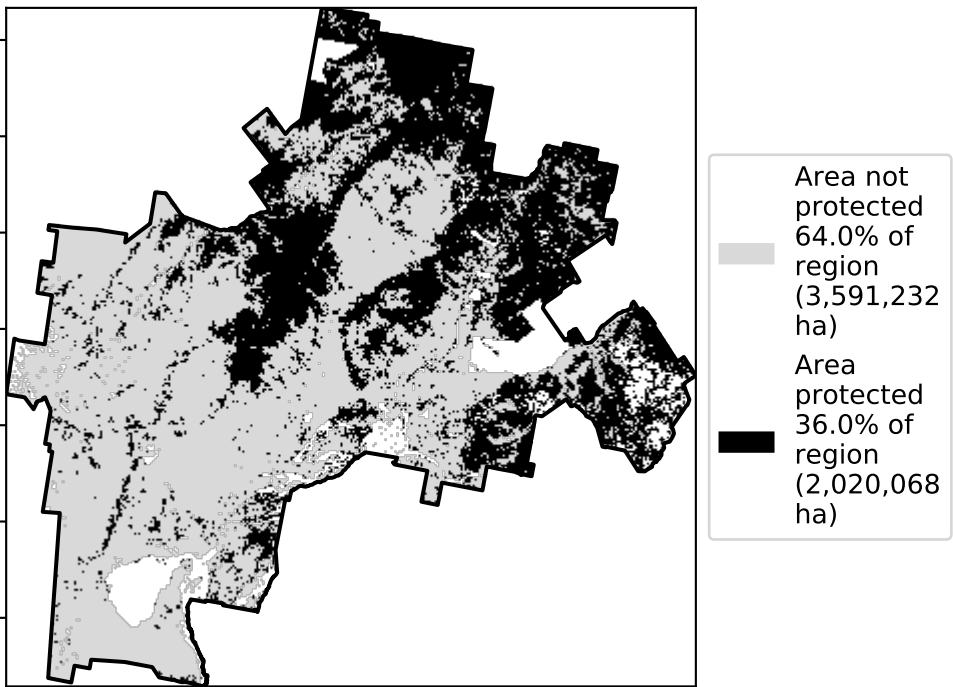 Area not
protected
64.0% of
region
(3,591,232
ha)
Area
protected
36.0% of
region
(2,020,068
ha)